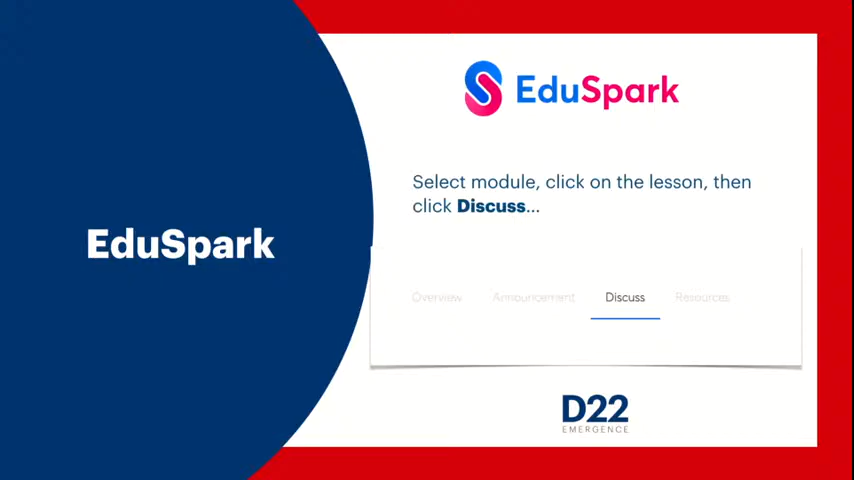 EduSpark
EduSpark
Select module, click on the lesson, then
click Discuss...
Overview Announcement Discuss Resources
D22
EMERGENCE